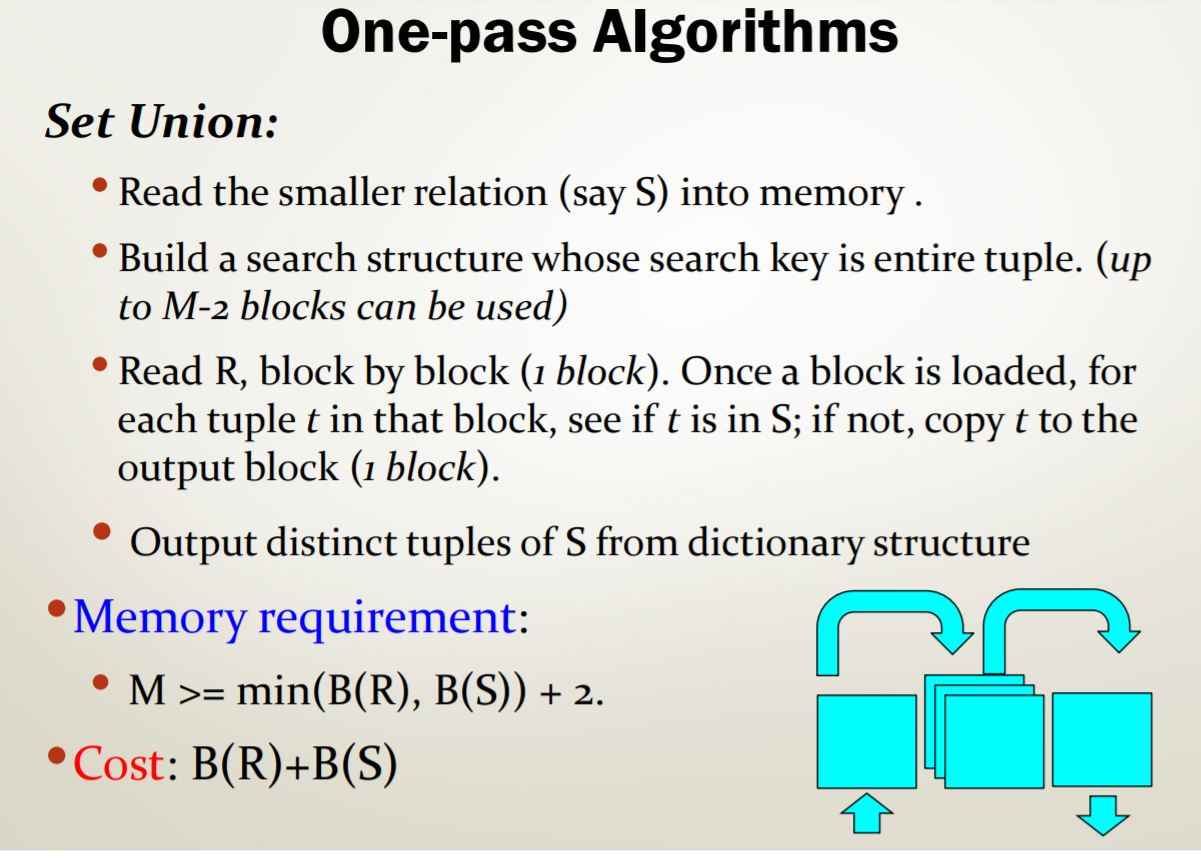 One-pass Algorithms
Set Union:
• Read the smaller relation (say S) into memory .
• Build a search structure whose search key is entire tuple. (up
to M-2 blocks can be used)
• Read R, block by block (1 block). Once a block is loaded, for
each tuple t in that block, see if t is in S; if not, copy t to the
output block (1 block).
• Output distinct tuples of S from dictionary structure
• Memory requirement:
• M >= min(B(R), B(S)) + 2.
• Cost: B(R)+B(S)